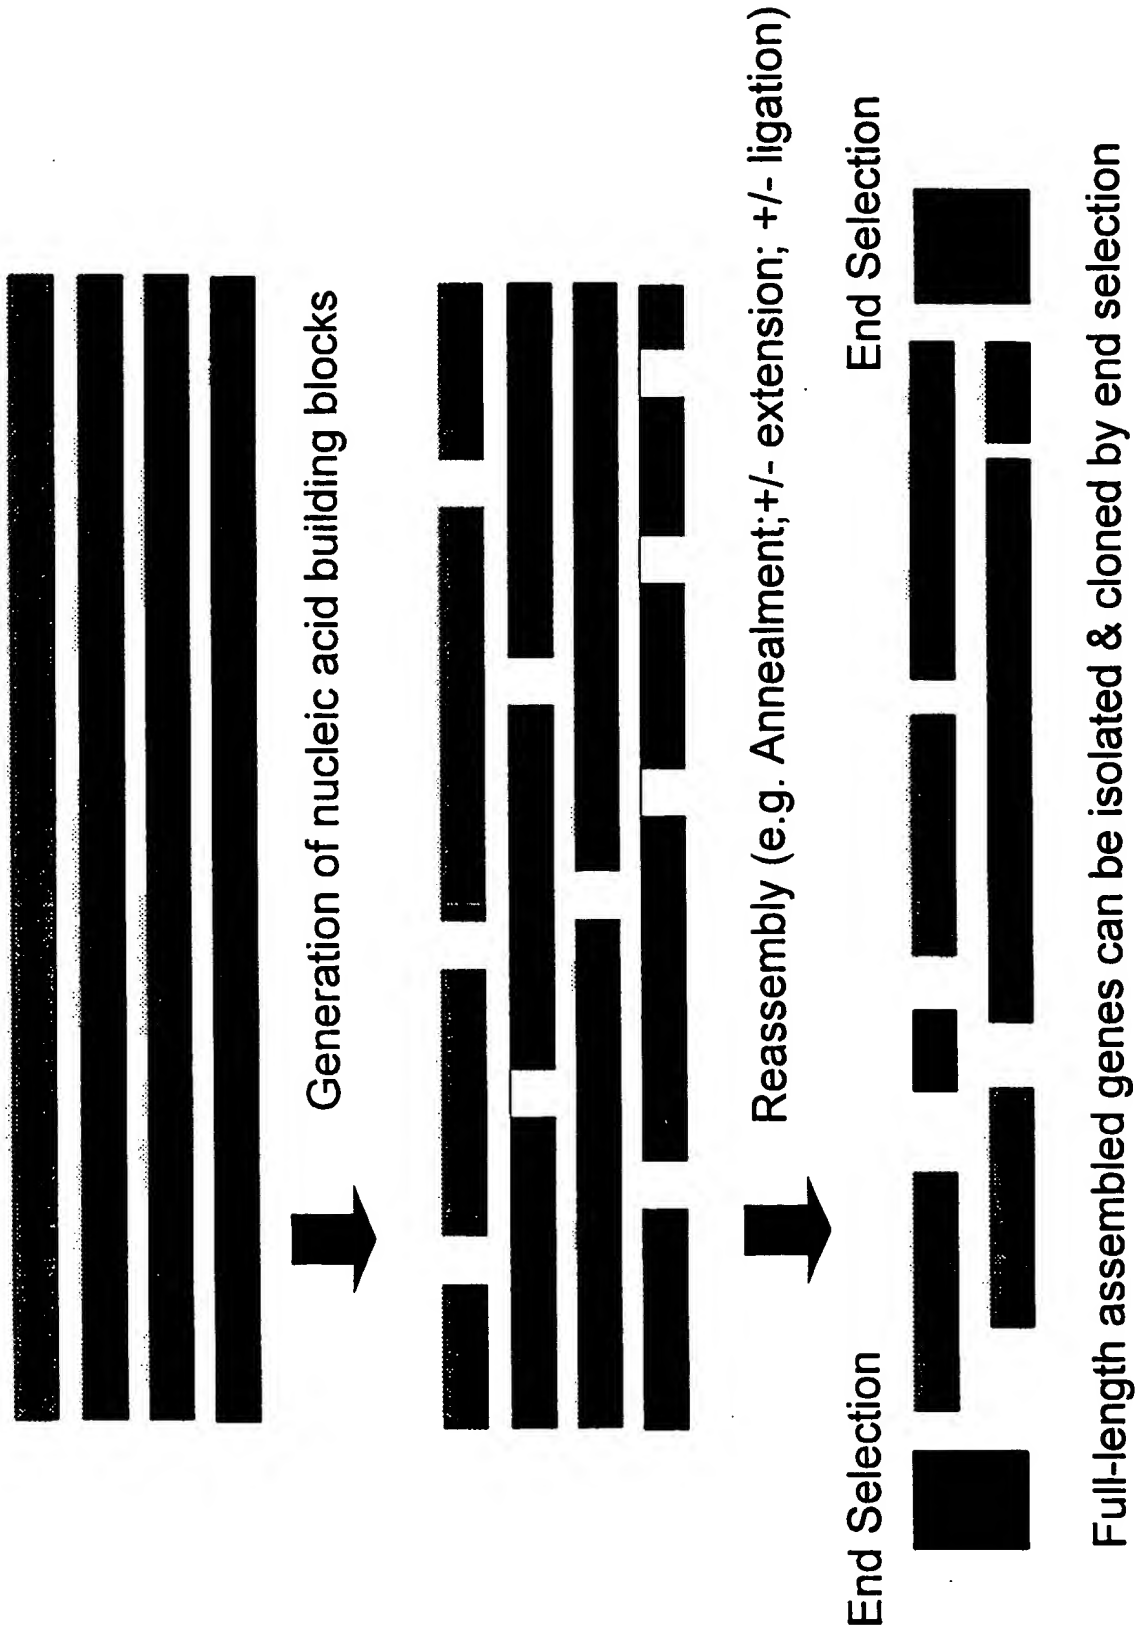 Generation of nucleic acid building blocks
Reassembly (e.g. Annealment;+/- extension; +/- ligation)
End Selection
End Selection
Full-length assembled genes can be isolated & cloned by end selection